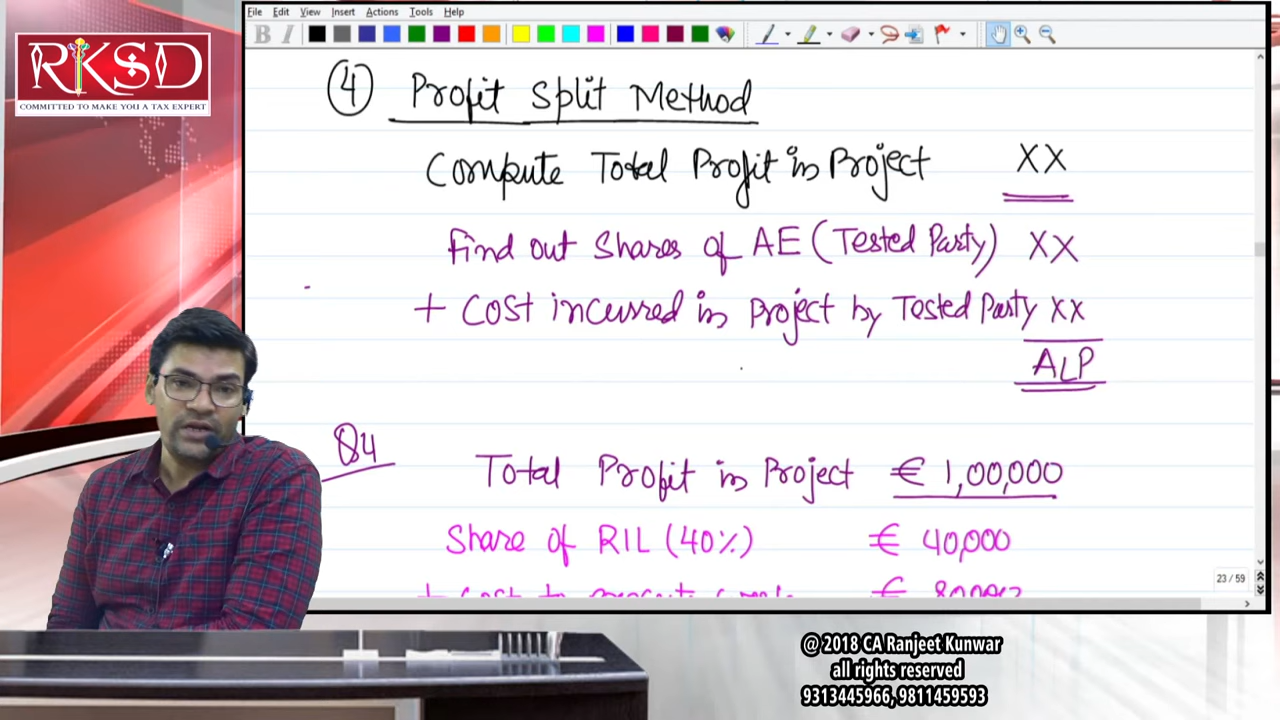 File Edit View Insert Actions Tools Help
B I
RKSD
COMMITTED TO MAKE YOU A TAX EXPERT
④ Profit Split Method
Compute Total Profit in Project XX
Find out Shares of AE (Tested Party) XX
+ Cost incurred in Project by Tested Party XX
ALP
Q4
Total Profit in Project € 1,00,000
Share of RIL (40%) € 40,000
23 / 59
@ 2018 CA Ranjeet Kunwar
all rights reserved
9313445966, 9811459593